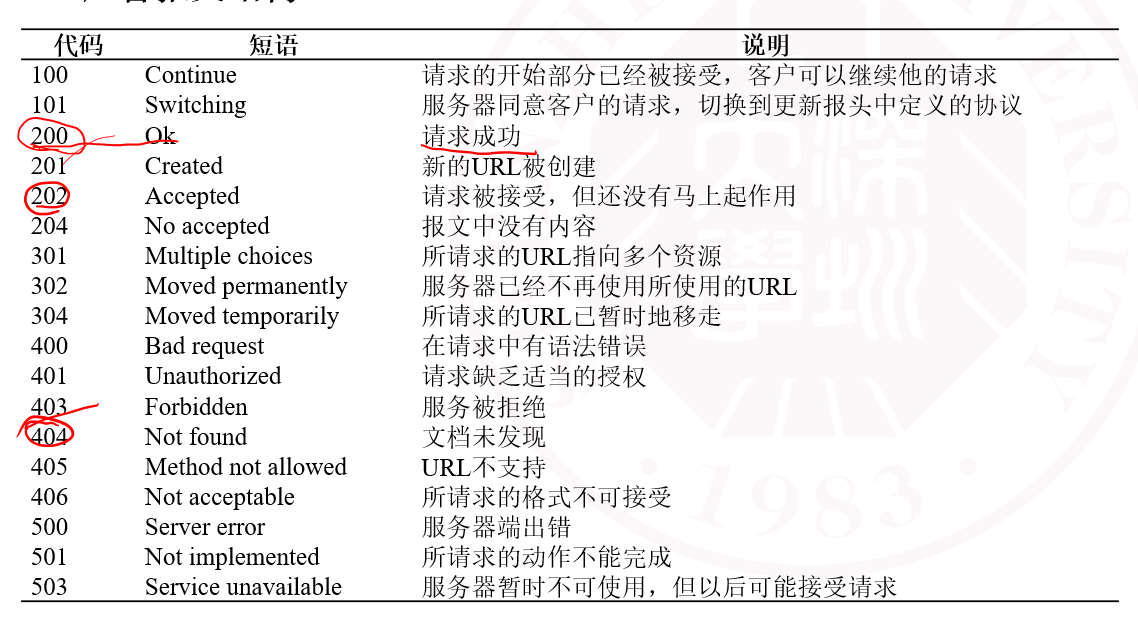 代码 短语 说明
100 Continue 请求的开始部分已经被接受，客户可以继续他的请求
101 Switching 服务器同意客户的请求，切换到更新报头中定义的协议
200 Ok 请求成功
201 Created 新的URL被创建
202 Accepted 请求被接受，但还没有马上起作用
204 No accepted 报文中没有内容
301 Multiple choices 所请求的URL指向多个资源
302 Moved permanently 服务器已经不再使用所使用的URL
304 Moved temporarily 所请求的URL已暂时地移走
400 Bad request 在请求中有语法错误
401 Unauthorized 请求缺乏适当的授权
403 Forbidden 服务被拒绝
404 Not found 文档未发现
405 Method not allowed URL不支持
406 Not acceptable 所请求的格式不可接受
500 Server error 服务器端出错
501 Not implemented 所请求的动作不能完成
503 Service unavailable 服务器暂时不可使用，但以后可能接受请求
1983